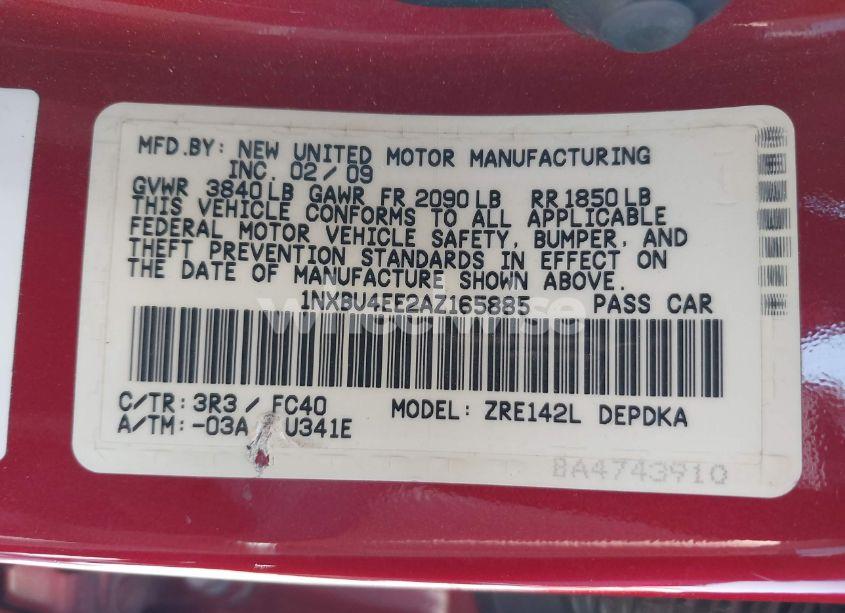 MFD.BY: NEW UNITED MOTOR MANUFACTURING
INC. 02/09
GVWR 3840LB GAWR FR 2090LB RR 1850LB
THIS VEHICLE CONFORMS TO ALL APPLICABLE
FEDERAL MOTOR VEHICLE SAFETY, BUMPER, AND
THEFT PREVENTION STANDARDS IN EFFECT ON
THE DATE OF MANUFACTURE SHOWN ABOVE.
1NXBU4EE2AZ165885 PASS CAR
wheelwise
C/TR: 3R3 / FC40 MODEL: ZRE142L DEPDKA
A/TM: -03A U341E
BA4743910